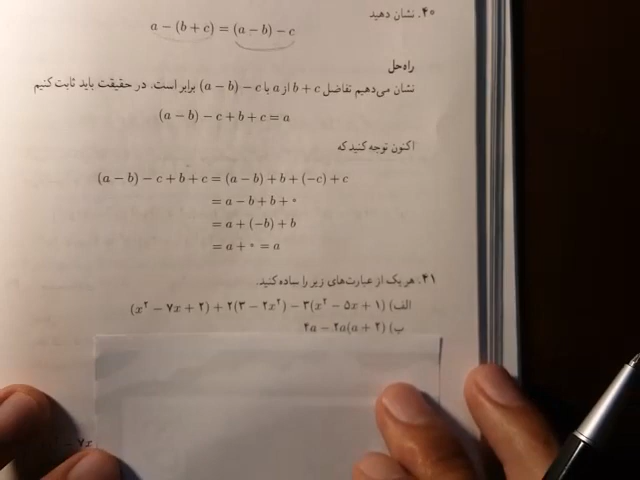 ۴۰. نشان دهید
a − (b + c) = (a − b) − c
راه‌حل
نشان می‌دهیم تفاضل b + c از a با (a − b) − c برابر است. در حقیقت باید ثابت کنیم
(a − b) − c + b + c = a
اکنون توجه کنید که
(a − b) − c + b + c = (a − b) + b + (−c) + c
= a − b + b + ۰
= a + (−b) + b
= a + ۰ = a
۴۱. هر یک از عبارت‌های زیر را ساده کنید.
الف) (x² − ۷x + ۲) + ۲(۳ − ۲x²) − ۳(x² − ۵x + ۱)
ب) ۲a − ۲a(a + ۲)
− ۷x